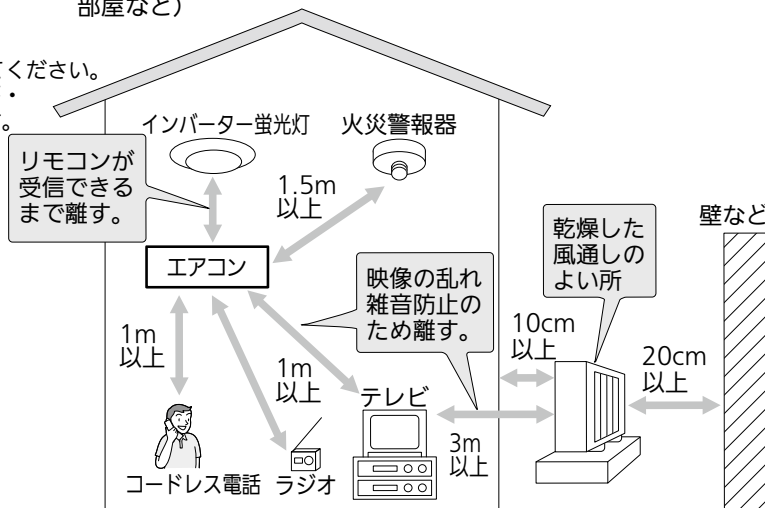 部屋など）
てください。
・
。
インバーター蛍光灯
火災警報器
リモコンが
受信できる
まで離す。
1.5m
以上
エアコン
乾燥した
風通しの
よい所
壁など
映像の乱れ
雑音防止の
ため離す。
1m
以上
1m
以上
10cm
以上
20cm
以上
テレビ
3m
以上
コードレス電話
ラジオ